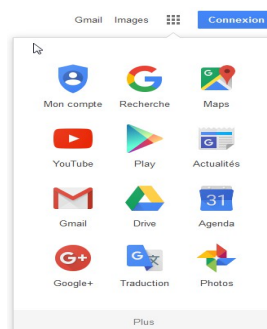 Gmail Images Connexion
Mon compte Recherche Maps
YouTube Play Actualités
31
Gmail Drive Agenda
G+
Google+ Traduction Photos
Plus